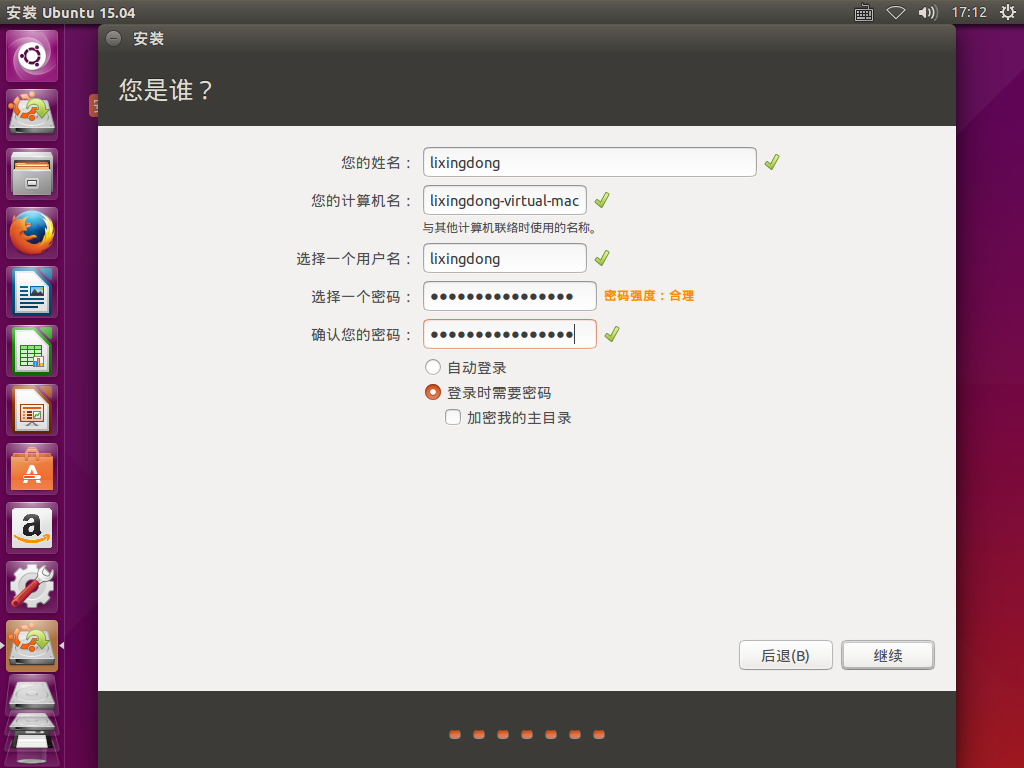 安装 Ubuntu 15.04
17:12
安装
您是谁？
您的姓名：
lixingdong
您的计算机名：
lixingdong-virtual-mac
与其他计算机联络时使用的名称。
选择一个用户名：
lixingdong
选择一个密码：
●●●●●●●●●●●●●●●●
密码强度：合理
确认您的密码：
●●●●●●●●●●●●●●●●
自动登录
登录时需要密码
加密我的主目录
后退(B)
继续